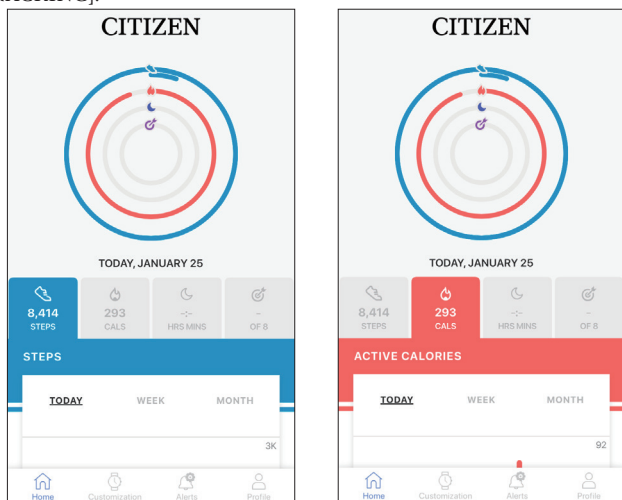 CITIZEN
TODAY, JANUARY 25
8,414 293 -:- -
STEPS CALS HRS MINS OF 8
STEPS
TODAY WEEK MONTH
3K
Home Customization Alerts Profile
CITIZEN
TODAY, JANUARY 25
8,414 293 -:- -
STEPS CALS HRS MINS OF 8
ACTIVE CALORIES
TODAY WEEK MONTH
92
Home Customization Alerts Profile